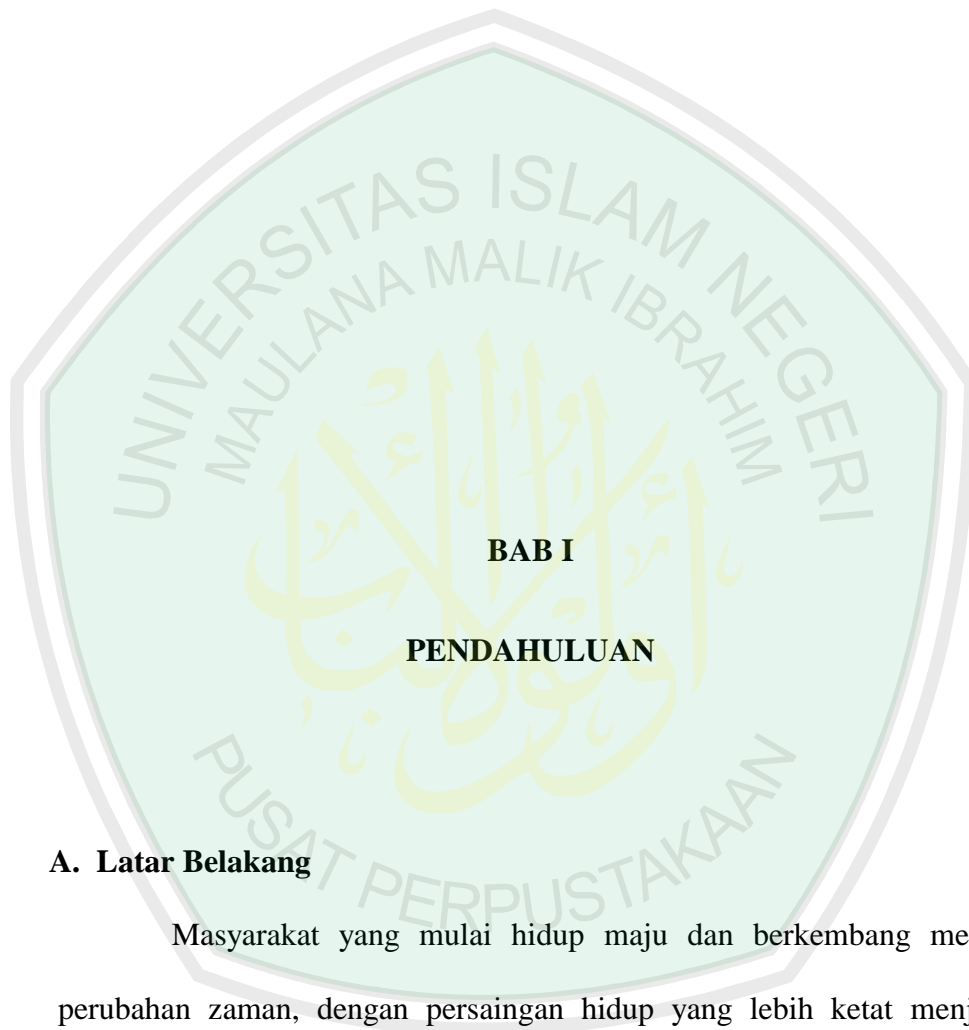 UNIVERSITAS ISLAM NEGERI
MAULANA MALIK IBRAHIM
BAB I
PENDAHULUAN
PUSAT PERPUSTAKAAN
A. Latar Belakang
Masyarakat yang mulai hidup maju dan berkembang me
perubahan zaman, dengan persaingan hidup yang lebih ketat menj